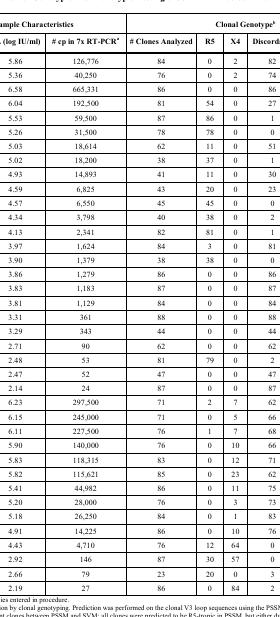 ample Characteristics Clonal Genotype
(log IU/ml) # cp in 7x RT-PCR # Clones Analyzed R5 X4 Discord
5.86 126,776 84 0 2 82
5.36 40,250 76 0 2 74
6.58 665,331 86 0 0 86
6.04 192,500 81 54 0 27
5.53 59,500 87 86 0 1
5.26 31,500 78 78 0 0
5.03 18,614 62 11 0 51
5.02 18,200 38 37 0 1
4.93 14,893 41 11 0 30
4.59 6,825 43 20 0 23
4.57 6,550 45 45 0 0
4.34 3,798 40 38 0 2
4.13 2,341 82 81 0 1
3.97 1,624 84 3 0 81
3.90 1,379 38 38 0 0
3.86 1,279 86 0 0 86
3.83 1,183 87 0 0 87
3.81 1,129 84 0 0 84
3.31 361 88 0 0 88
3.29 343 44 0 0 44
2.71 90 62 0 0 62
2.48 53 81 79 0 2
2.47 52 47 0 0 47
2.14 24 87 0 0 87
6.23 297,500 71 2 7 62
6.15 245,000 71 0 5 66
6.11 227,500 76 1 7 68
5.90 140,000 76 0 10 66
5.83 118,315 83 0 12 71
5.82 115,621 85 0 23 62
5.41 44,982 86 0 11 75
5.20 28,000 76 0 3 73
5.18 26,250 84 0 1 83
4.91 14,225 86 0 10 76
4.43 4,710 76 12 64 0
2.92 146 87 30 57 0
2.66 79 23 20 0 3
2.19 27 86 0 84 2
ies entered in procedure.
ion by clonal genotyping. Prediction was performed on the clonal V3 loop sequences using the PSSM
nt clones between PSSM and SVM; all clones were predicted to be R5-tropic in PSSM, but either